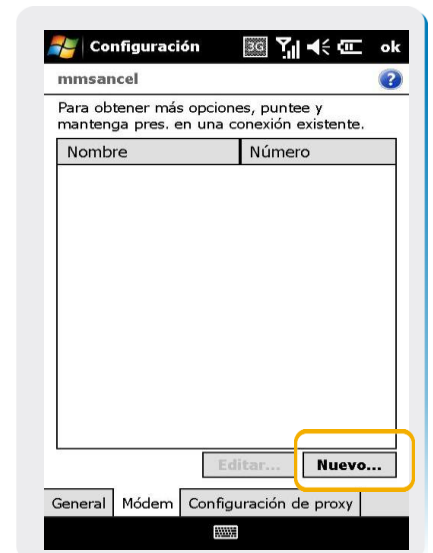 Configuración 3G ok
mmsancel ?
Para obtener más opciones, puntee y
mantenga pres. en una conexión existente.
Nombre Número
Editar... Nuevo...
General Módem Configuración de proxy